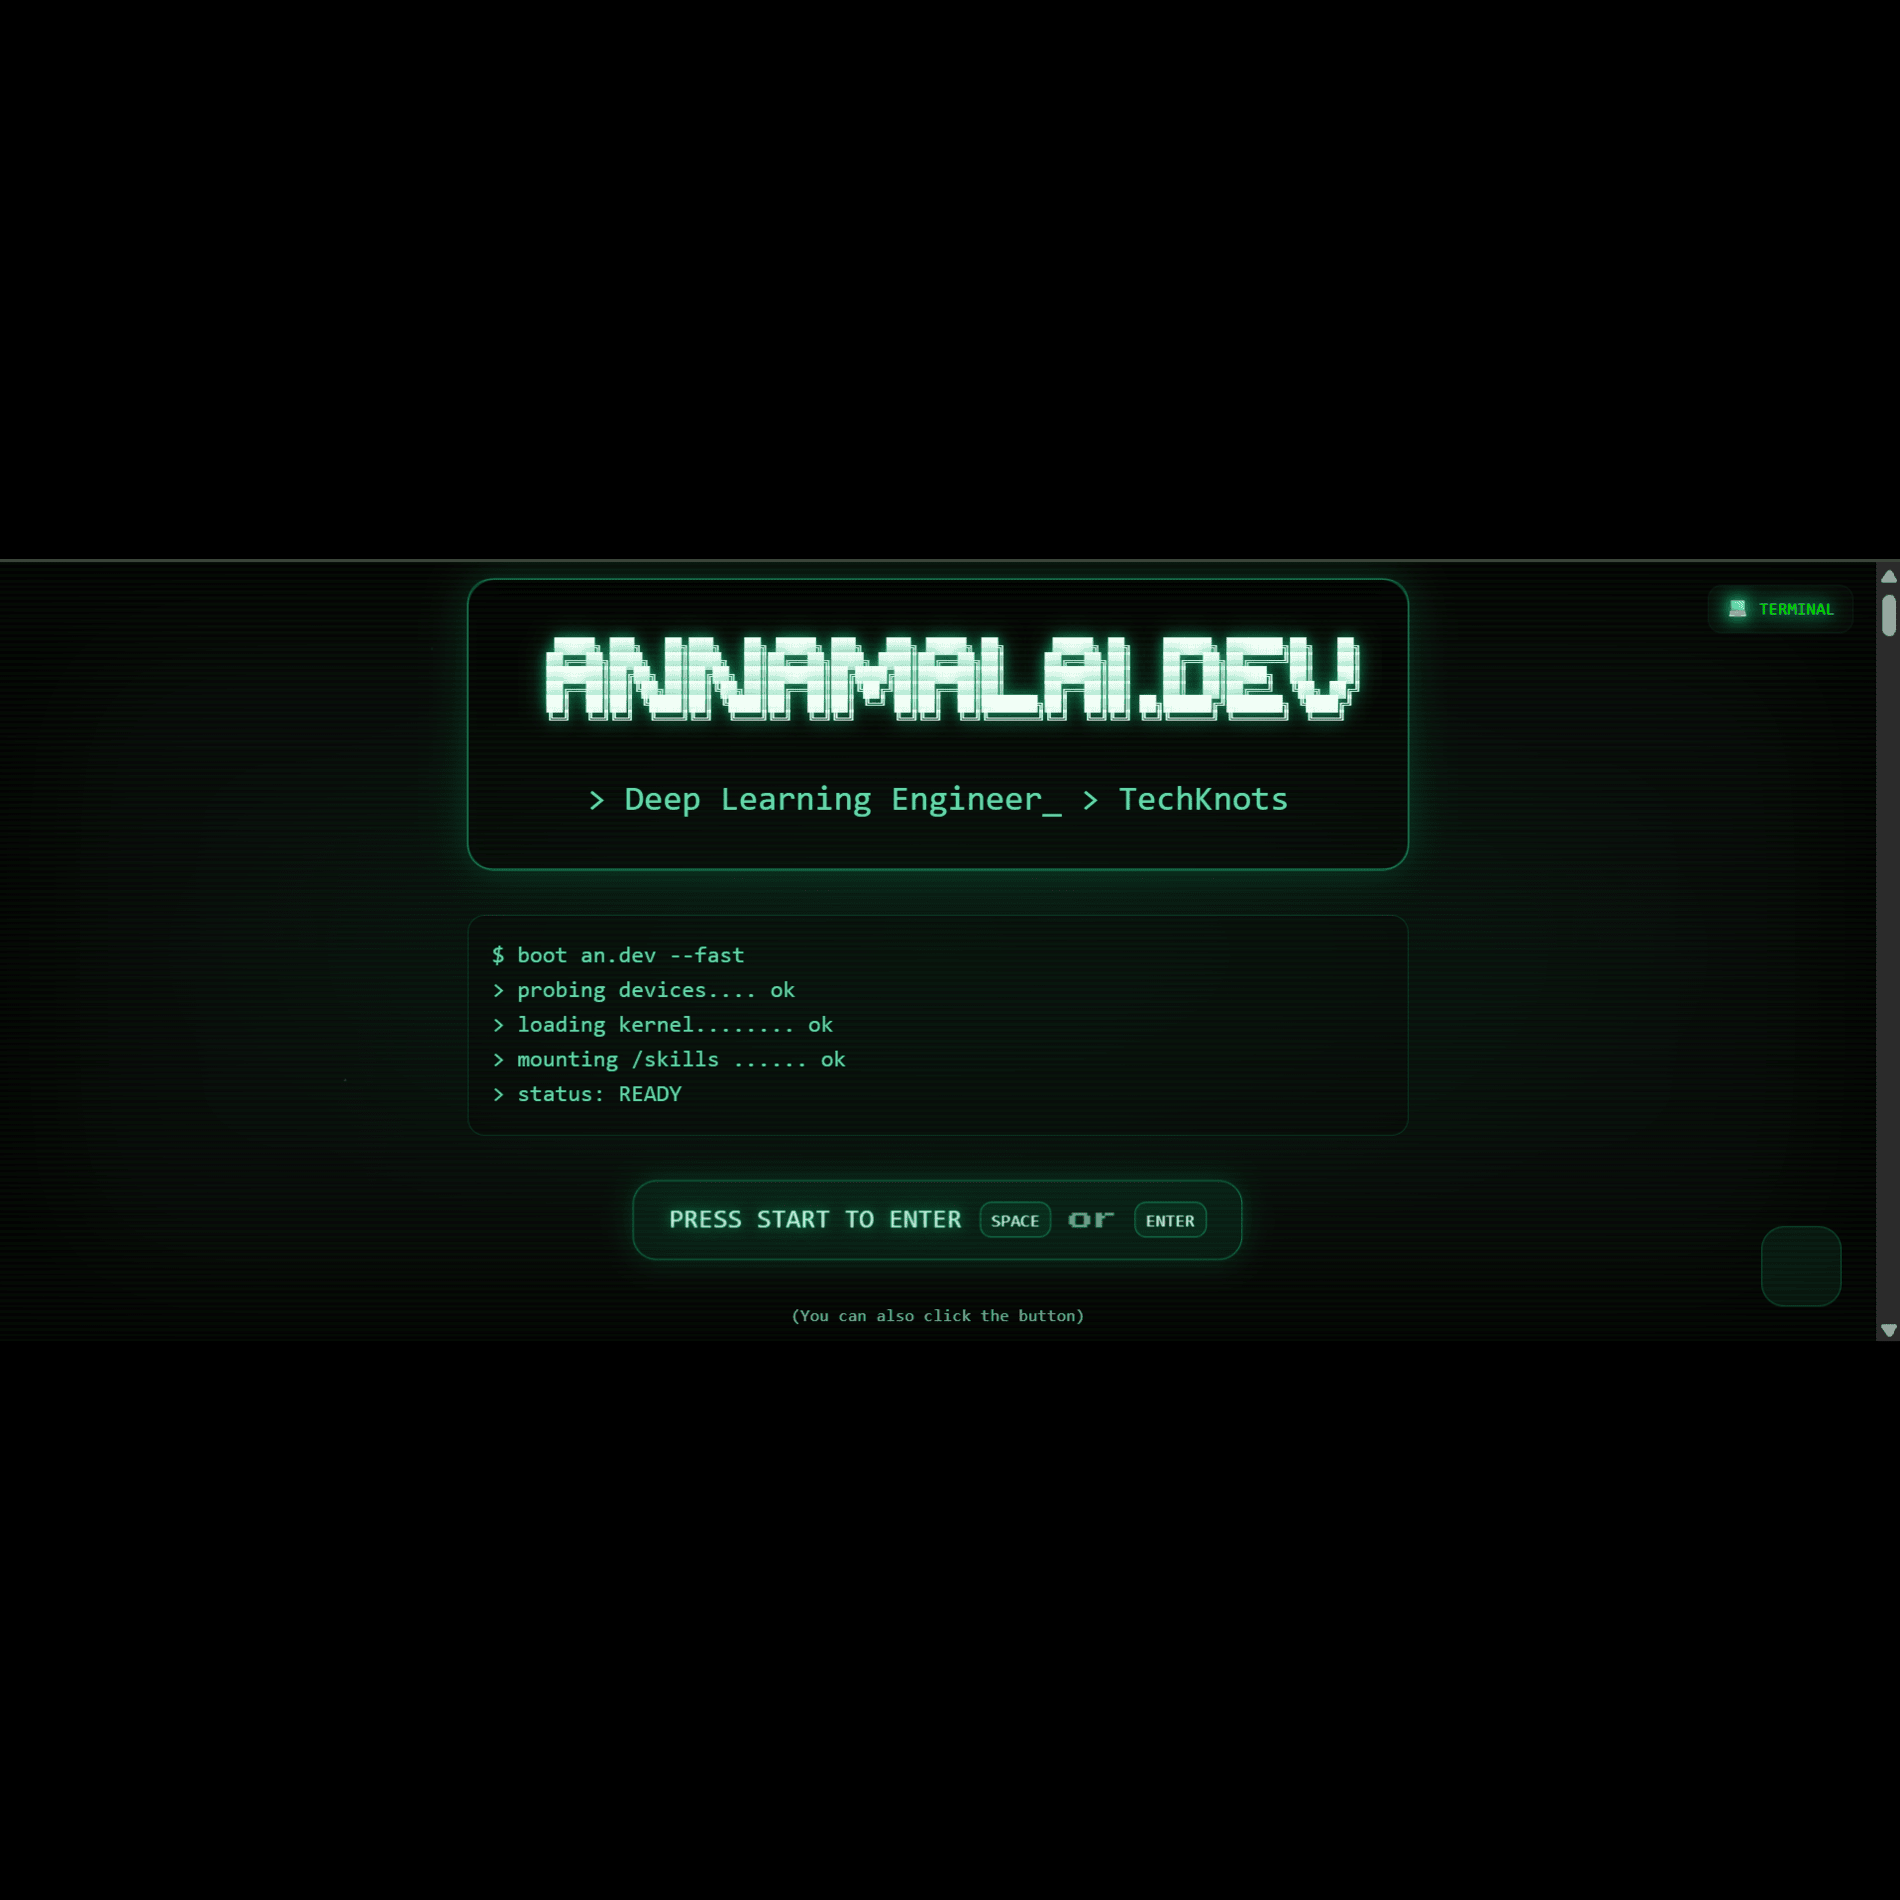 TERMINAL
ANNAMALAI.DEV
> Deep Learning Engineer_ > TechKnots
$ boot an.dev --fast
> probing devices.... ok
> loading kernel........ ok
> mounting /skills ...... ok
> status: READY
PRESS START TO ENTER SPACE or ENTER
(You can also click the button)